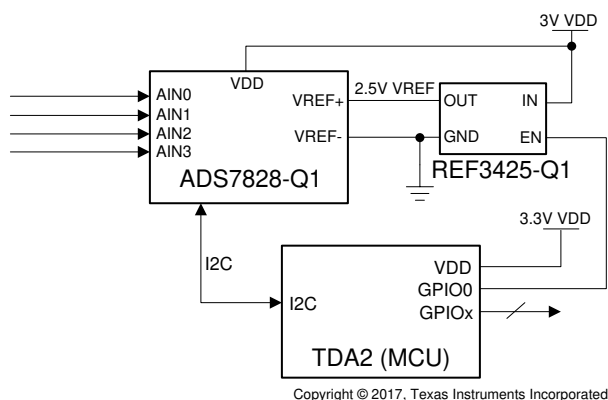 3V VDD
VDD
AIN0
AIN1
AIN2
AIN3
VREF+
VREF-
ADS7828-Q1
2.5V VREF
OUT
IN
GND
EN
REF3425-Q1
3.3V VDD
I2C
I2C
VDD
GPIO0
GPIOx
TDA2 (MCU)
Copyright © 2017, Texas Instruments Incorporated